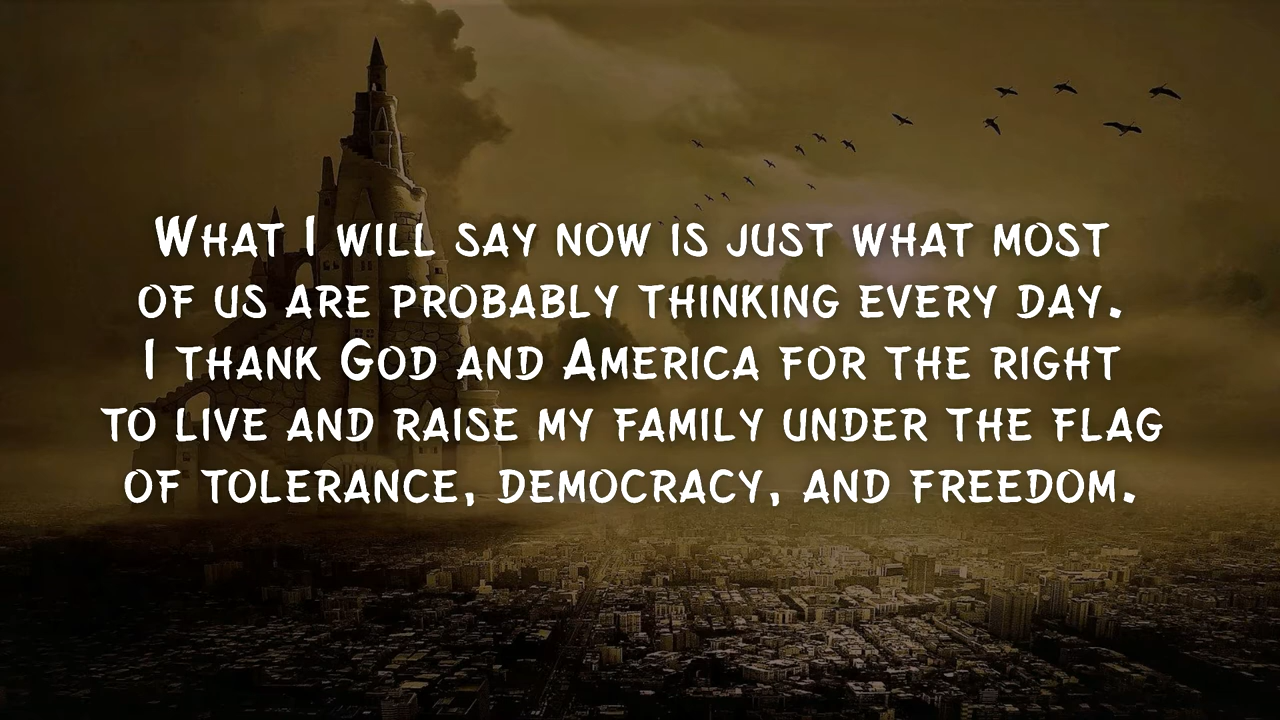 What I will say now is just what most
of us are probably thinking every day.
I thank God and America for the right
to live and raise my family under the flag
of tolerance, democracy, and freedom.